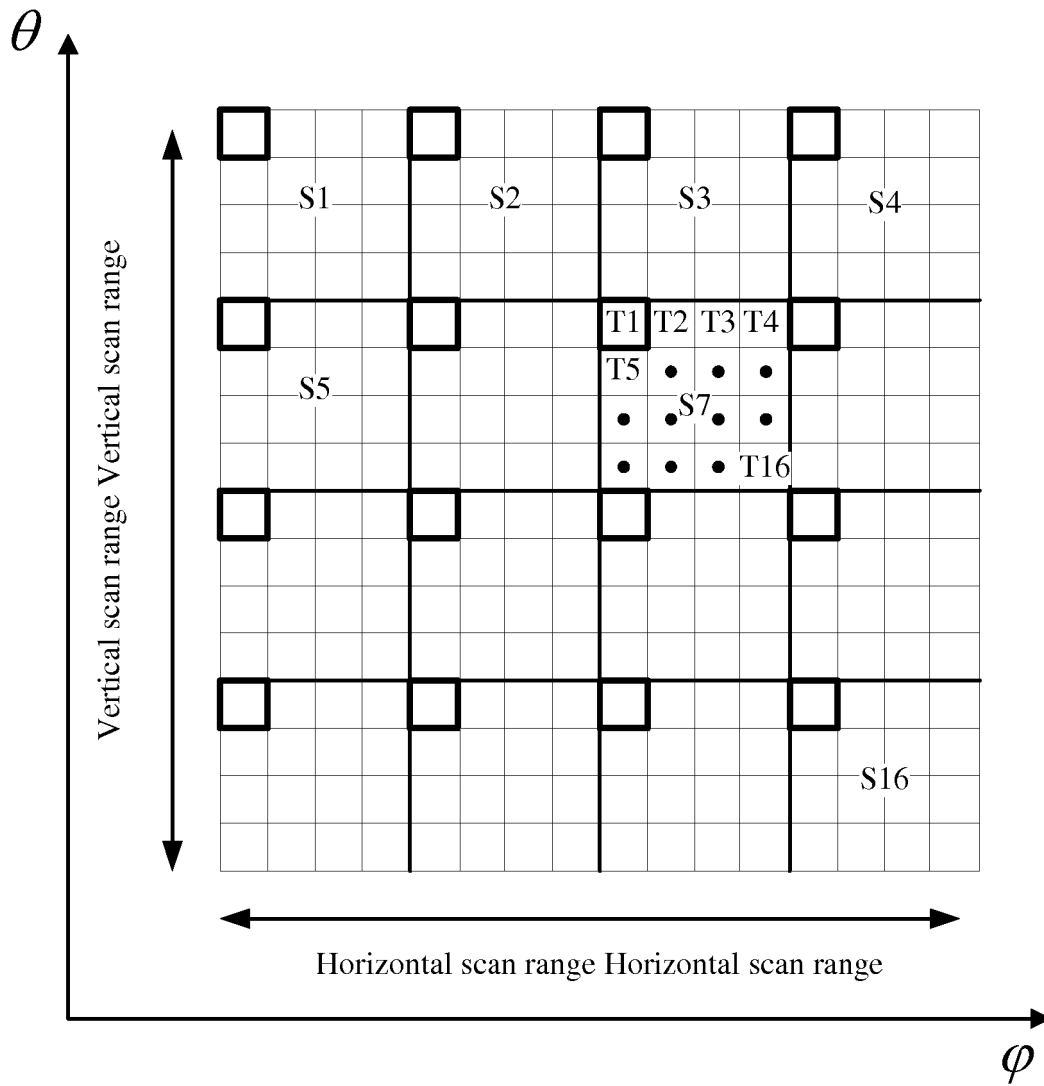 θ
S1 S2 S3 S4
T1 T2 T3 T4
T5
S5 S7
T16
S16
Vertical scan range Vertical scan range
Horizontal scan range Horizontal scan range
φ